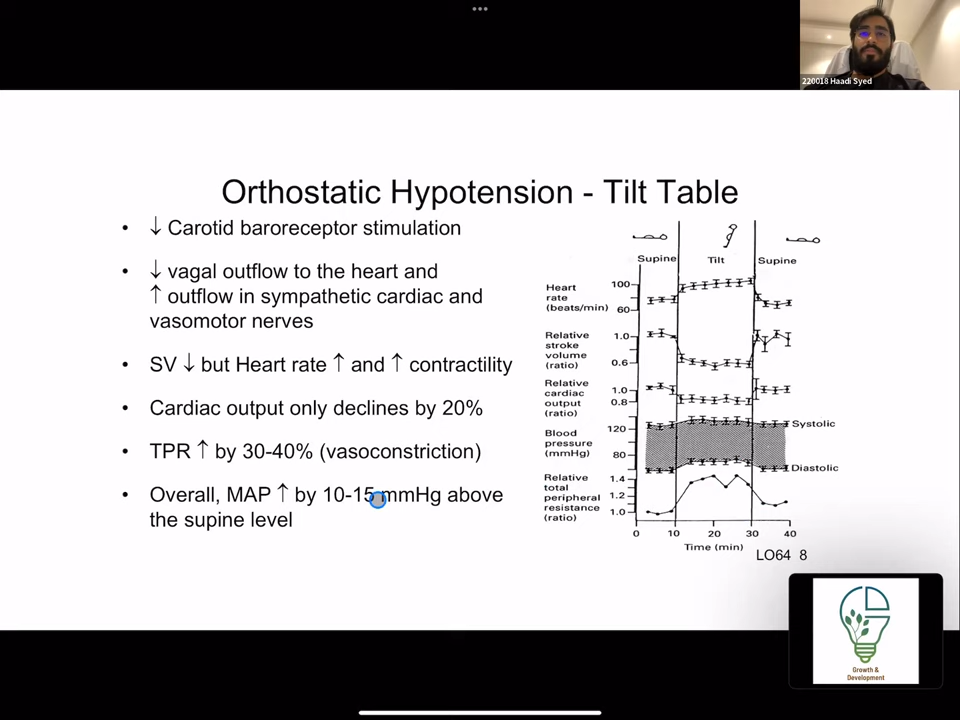 220018 Haadi Syed
Orthostatic Hypotension - Tilt Table
• ↓ Carotid baroreceptor stimulation
• ↓ vagal outflow to the heart and
↑ outflow in sympathetic cardiac and
vasomotor nerves
• SV ↓ but Heart rate ↑ and ↑ contractility
• Cardiac output only declines by 20%
• TPR ↑ by 30-40% (vasoconstriction)
• Overall, MAP ↑ by 10-15 mmHg above
the supine level
Supine Tilt Supine
Heart
rate
(beats/min)
100
60
Relative
stroke
volume
(ratio)
1.0
0.6
Relative
cardiac
output
(ratio)
1.0
0.8
Blood
pressure
(mmHg)
120
80
Systolic
Diastolic
Relative
total
peripheral
resistance
(ratio)
1.4
1.2
1.0
0 10 20 30 40
Time (min)
LO64 8
Growth &
Development